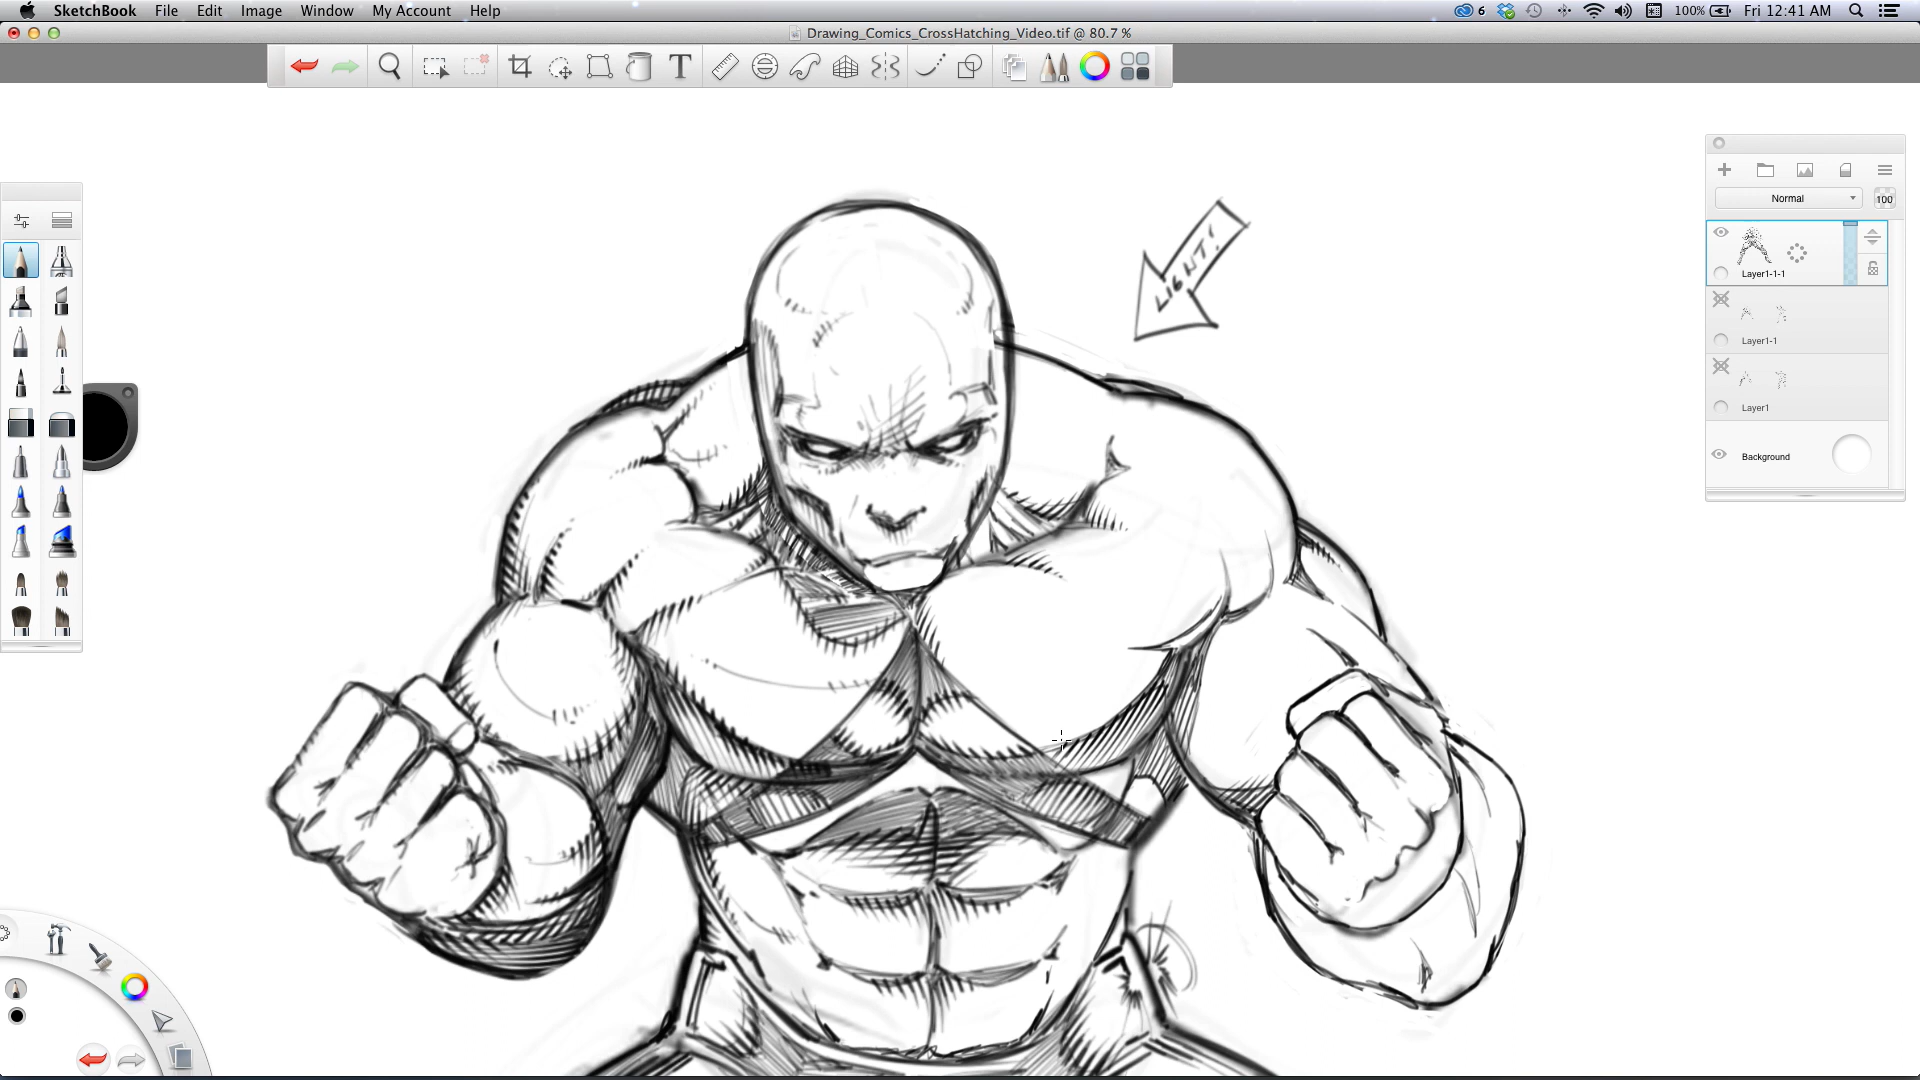 SketchBook File Edit Image Window My Account Help 6 100% Fri 12:41 AM
Drawing_Comics_CrossHatching_Video.tif @ 80.7 %
T
LIGHT!
Normal 100
Layer1-1-1
Layer1-1
Layer1
Background